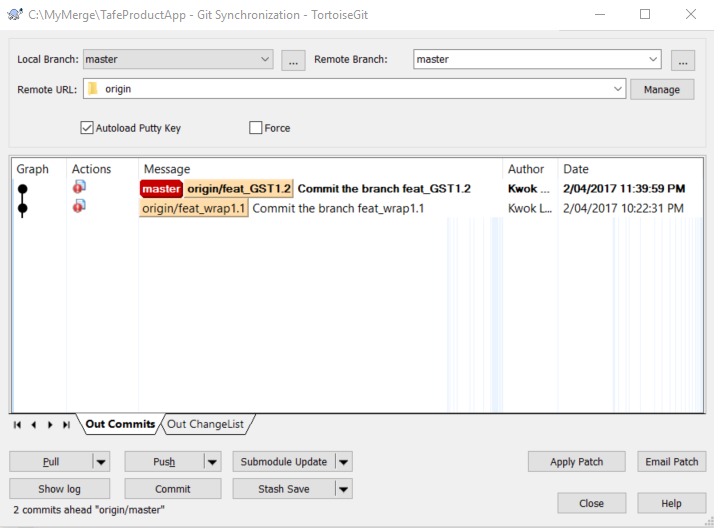 C:\MyMerge\TafeProductApp - Git Synchronization - TortoiseGit
Local Branch: master ... Remote Branch: master ...
Remote URL: origin Manage
Autoload Putty Key Force
Graph Actions Message Author Date
master origin/feat_GST1.2 Commit the branch feat_GST1.2 Kwok ... 2/04/2017 11:39:59 PM
origin/feat_wrap1.1 Commit the branch feat_wrap1.1 Kwok L... 2/04/2017 10:22:31 PM
Out Commits Out ChangeList
Pull Push Submodule Update Apply Patch Email Patch
Show log Commit Stash Save
Close Help
2 commits ahead "origin/master"